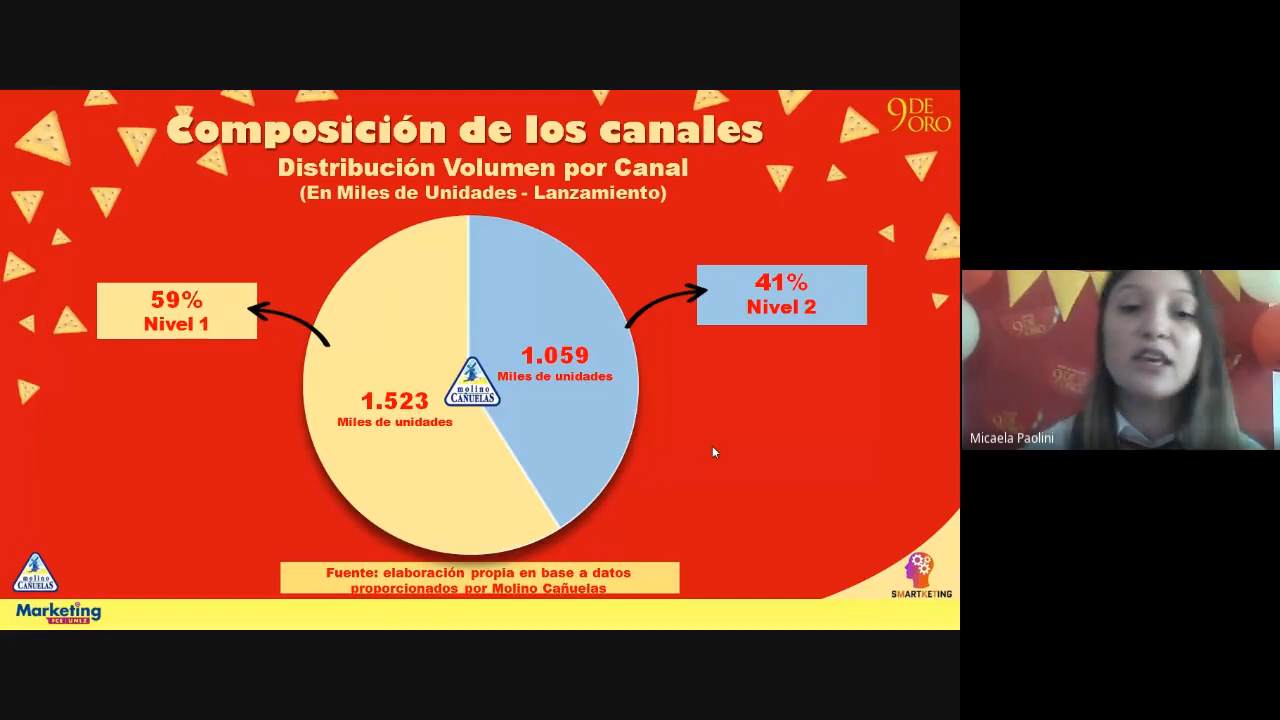 9 DE ORO
Composición de los canales
Distribución Volumen por Canal
(En Miles de Unidades - Lanzamiento)
59%
Nivel 1
41%
Nivel 2
1.059
Miles de unidades
1.523
Miles de unidades
molino
CAÑUELAS
Fuente: elaboración propia en base a datos
proporcionados por Molino Cañuelas
molino
CAÑUELAS
SMARTKETING
Marketing
FCE | UNLZ
Micaela Paolini